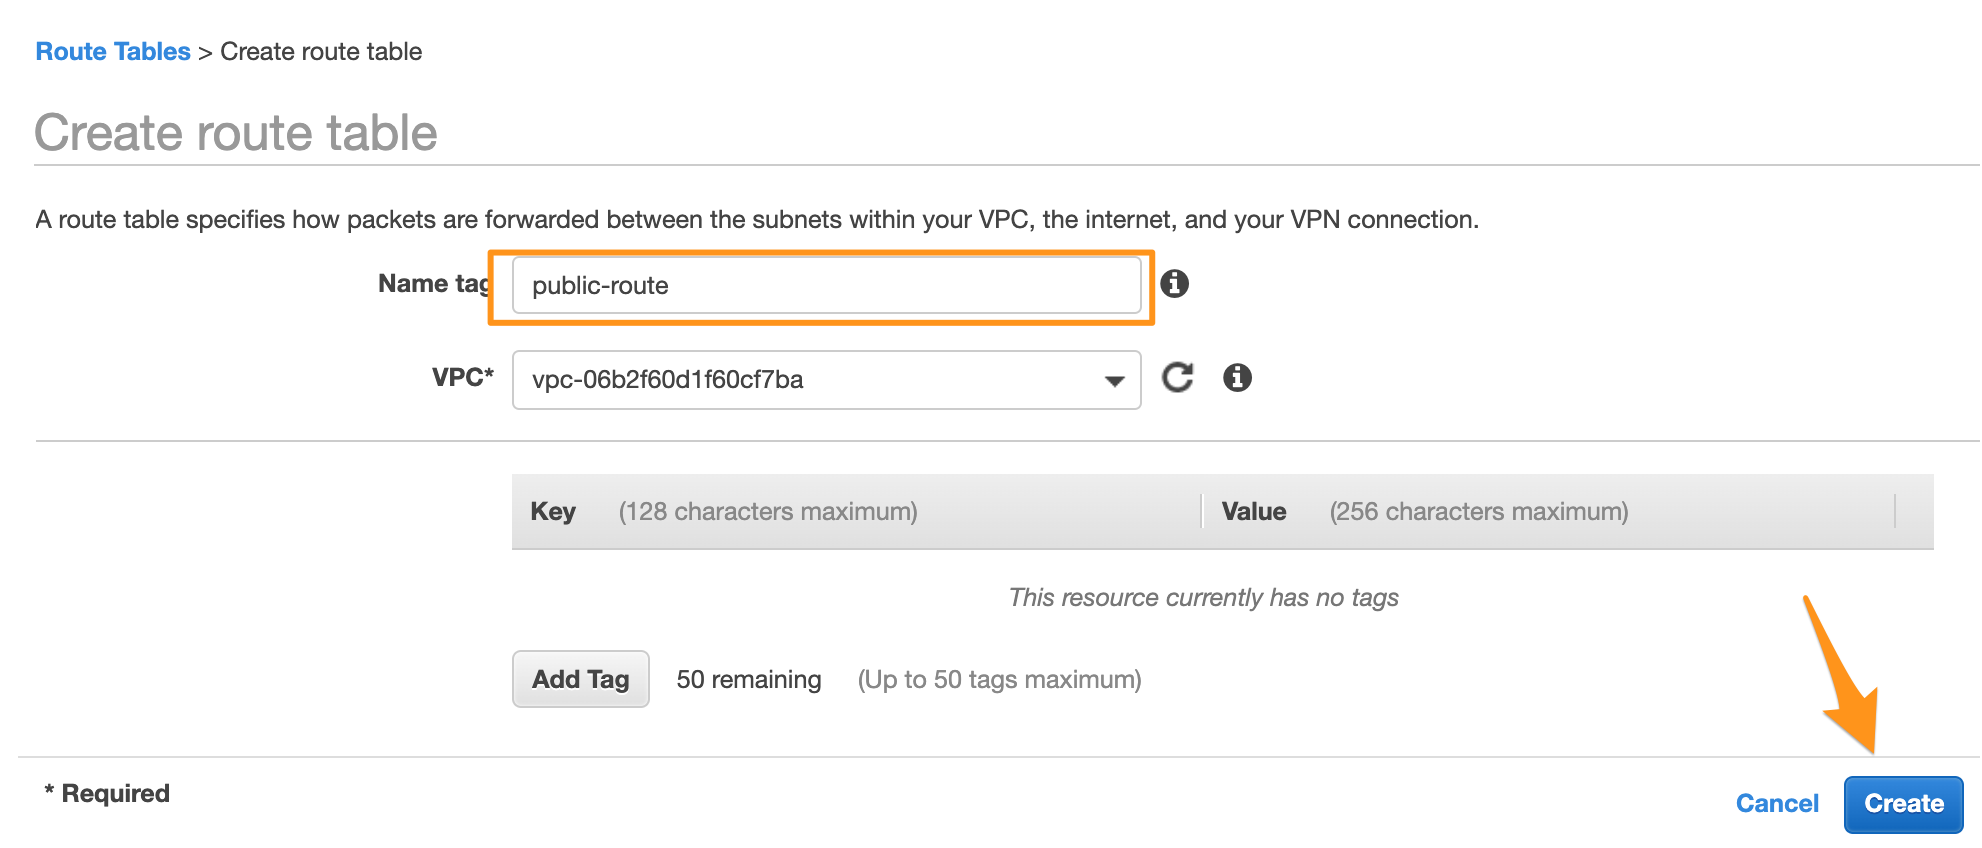 Route Tables > Create route table
Create route table
A route table specifies how packets are forwarded between the subnets within your VPC, the internet, and your VPN connection.
Name tag public-route
VPC* vpc-06b2f60d1f60cf7ba
Key (128 characters maximum) Value (256 characters maximum)
This resource currently has no tags
Add Tag 50 remaining (Up to 50 tags maximum)
* Required
Cancel Create